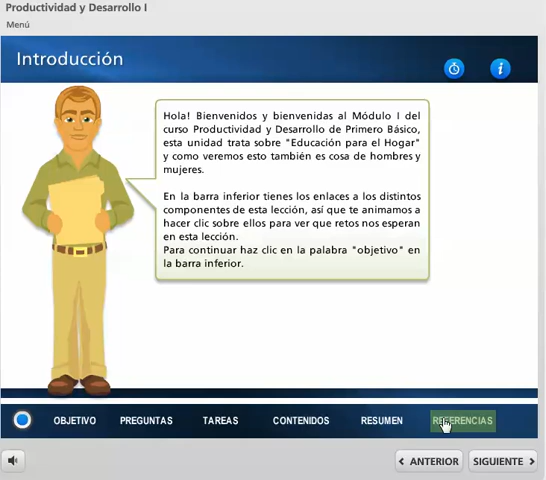 Productividad y Desarrollo I
Menú
Introducción
Hola! Bienvenidos y bienvenidas al Módulo I del
curso Productividad y Desarrollo de Primero Básico,
esta unidad trata sobre "Educación para el Hogar"
y como veremos esto también es cosa de hombres y
mujeres.
En la barra inferior tienes los enlaces a los distintos
componentes de esta lección, así que te animamos a
hacer clic sobre ellos para ver que retos nos esperan
en esta lección.
Para continuar haz clic en la palabra "objetivo" en
la barra inferior.
OBJETIVO PREGUNTAS TAREAS CONTENIDOS RESUMEN REFERENCIAS
< ANTERIOR SIGUIENTE >